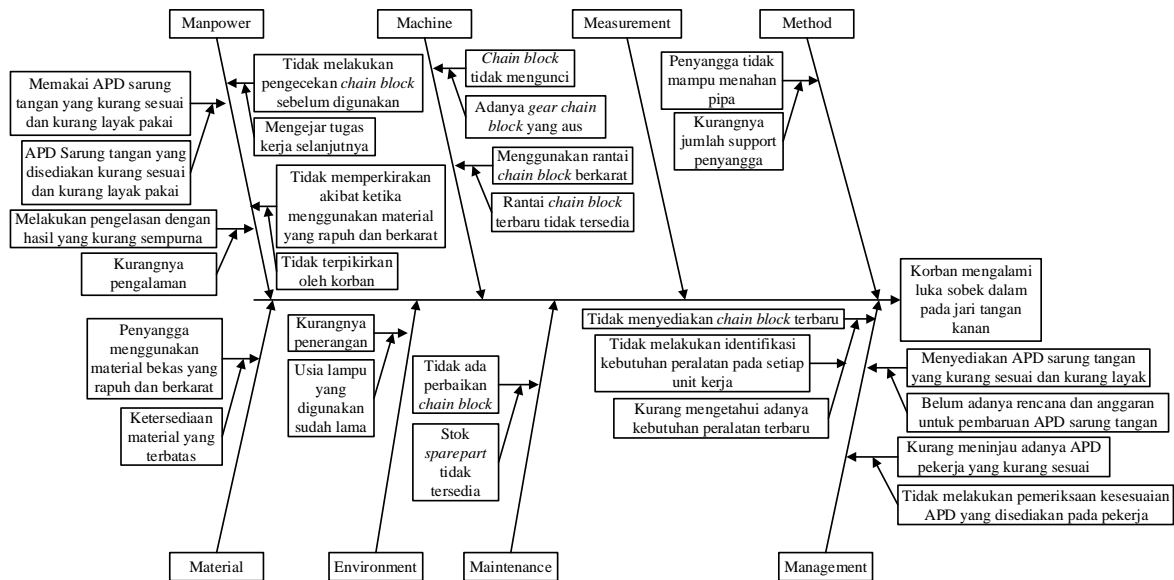 Manpower
Machine
Measurement
Method
Memakai APD sarung
tangan yang kurang sesuai
dan kurang layak pakai
APD Sarung tangan yang
disediakan kurang sesuai
dan kurang layak pakai
Melakukan pengelasan dengan
hasil yang kurang sempurna
Kurangnya
pengalaman
Tidak melakukan
pengecekan chain block
sebelum digunakan
Mengejar tugas
kerja selanjutnya
Tidak memperkirakan
akibat ketika
menggunakan material
yang rapuh dan berkarat
Tidak terpikirkan
oleh korban
Chain block
tidak mengunci
Adanya gear chain
block yang aus
Menggunakan rantai
chain block berkarat
Rantai chain block
terbaru tidak tersedia
Penyangga tidak
mampu menahan
pipa
Kurangnya
jumlah support
penyangga
Korban mengalami
luka sobek dalam
pada jari tangan
kanan
Penyangga
menggunakan
material bekas yang
rapuh dan berkarat
Ketersediaan
material yang
terbatas
Kurangnya
penerangan
Usia lampu
yang
digunakan
sudah lama
Tidak ada
perbaikan
chain block
Stok
sparepart
tidak
tersedia
Tidak menyediakan chain block terbaru
Tidak melakukan identifikasi
kebutuhan peralatan pada setiap
unit kerja
Kurang mengetahui adanya
kebutuhan peralatan terbaru
Menyediakan APD sarung tangan
yang kurang sesuai dan kurang layak
Belum adanya rencana dan anggaran
untuk pembaruan APD sarung tangan
Kurang meninjau adanya APD
pekerja yang kurang sesuai
Tidak melakukan pemeriksaan kesesuaian
APD yang disediakan pada pekerja
Material
Environment
Maintenance
Management